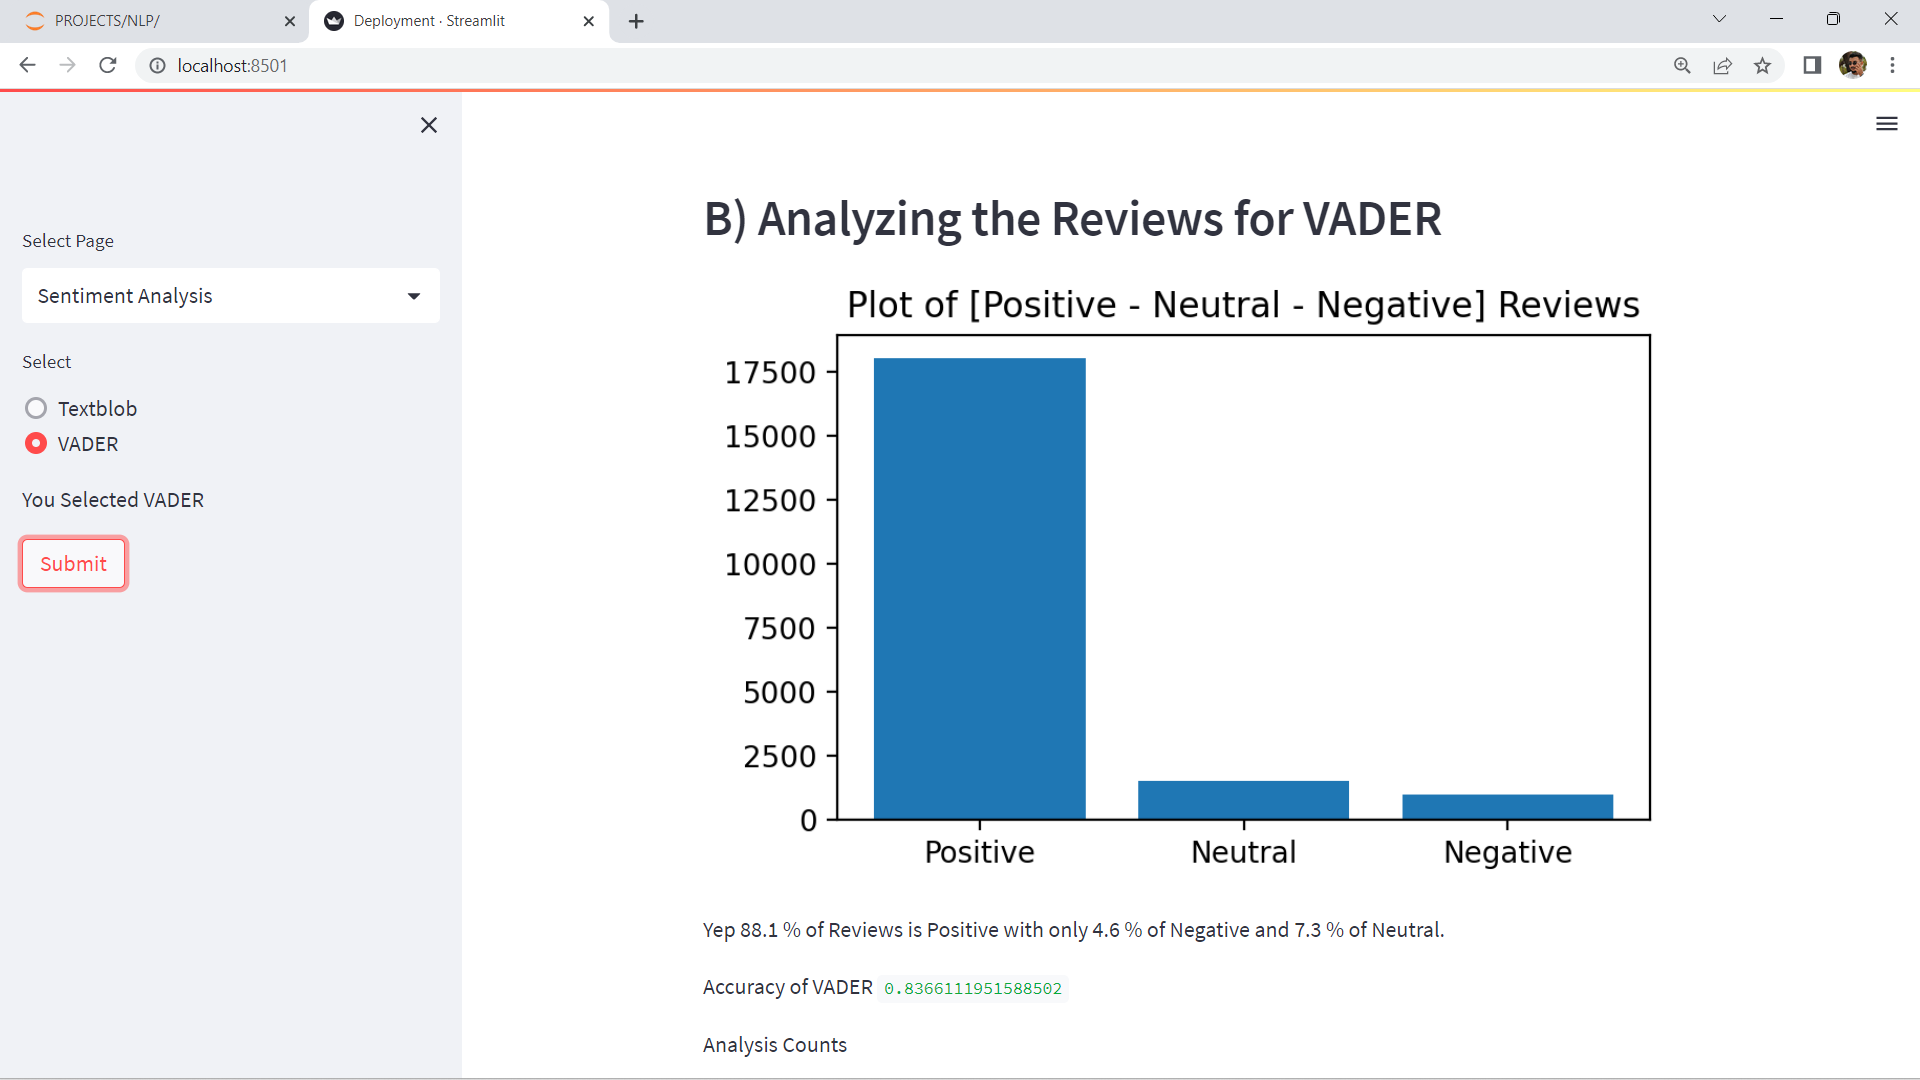 PROJECTS/NLP/
Deployment · Streamlit
localhost:8501
Select Page
Sentiment Analysis
Select
Textblob
VADER
You Selected VADER
Submit
B) Analyzing the Reviews for VADER
Plot of [Positive - Neutral - Negative] Reviews
17500
15000
12500
10000
7500
5000
2500
0
Positive Neutral Negative
Yep 88.1 % of Reviews is Positive with only 4.6 % of Negative and 7.3 % of Neutral.
Accuracy of VADER 0.8366111951588502
Analysis Counts